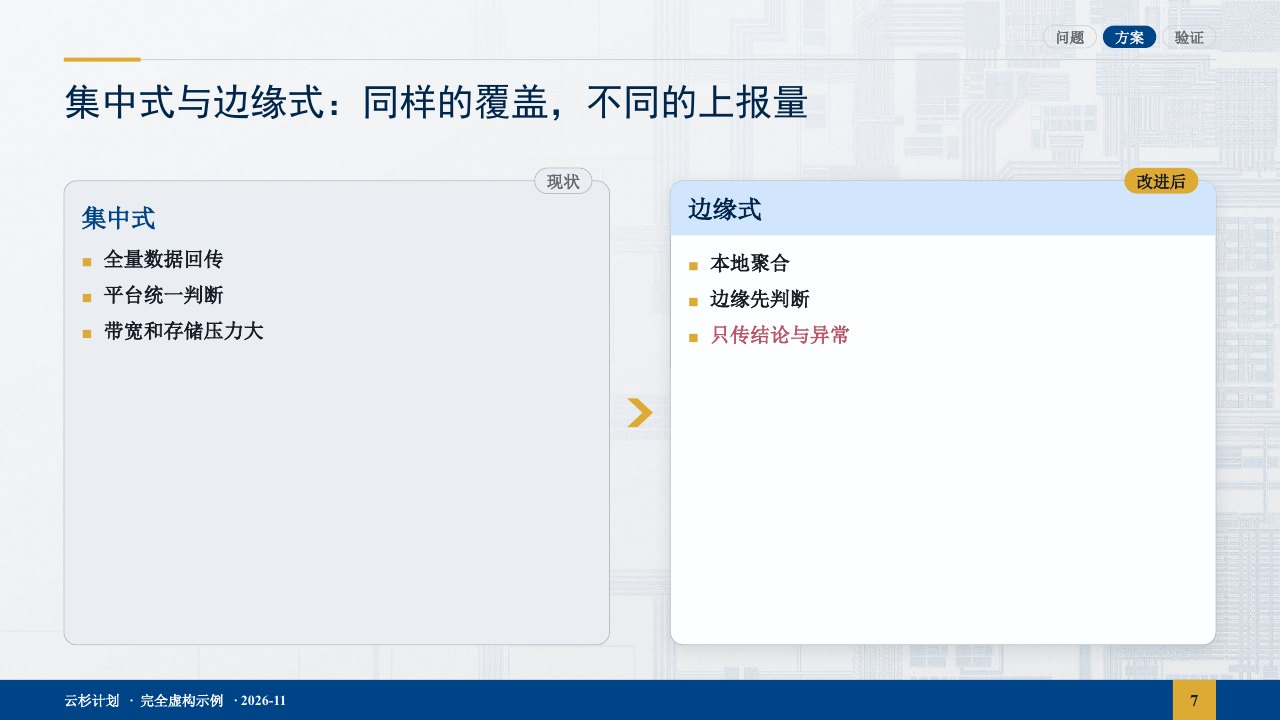 问题
方案
验证
集中式与边缘式：同样的覆盖，不同的上报量
现状
集中式
全量数据回传
平台统一判断
带宽和存储压力大
改进后
边缘式
本地聚合
边缘先判断
只传结论与异常
云杉计划 · 完全虚构示例 · 2026-11
7